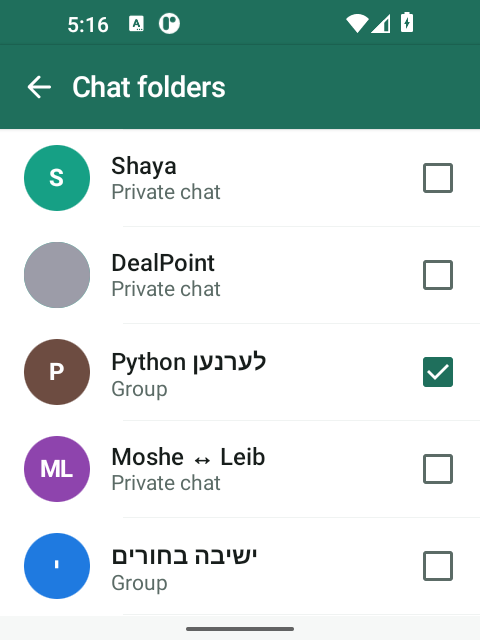 5:16
Chat folders
S
Shaya
Private chat
DealPoint
Private chat
P
Python לערנען
Group
ML
Moshe ↔ Leib
Private chat
י
ישיבה בחורים
Group